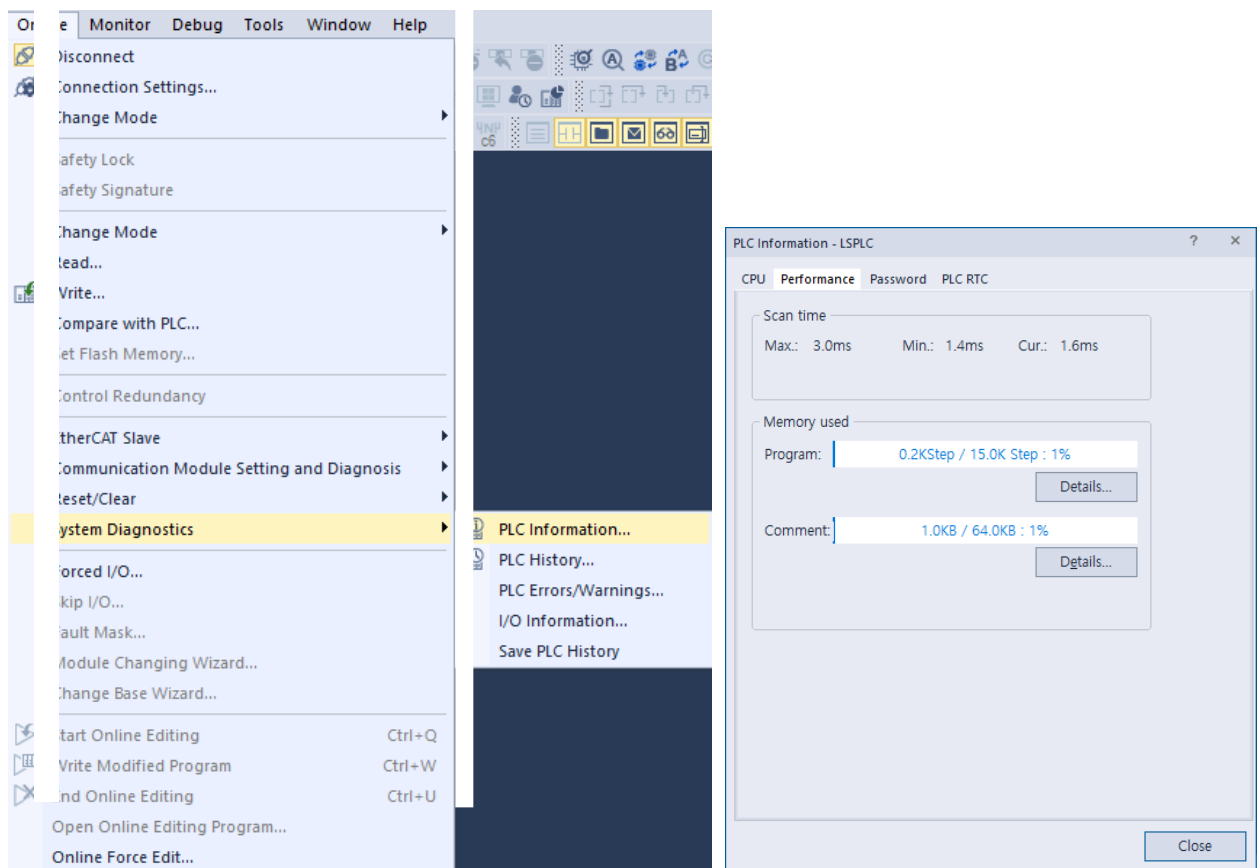 Online Monitor Debug Tools Window Help
Disconnect
Connection Settings...
Change Mode
Safety Lock
Safety Signature
Change Mode
Read...
Write...
Compare with PLC...
Set Flash Memory...
Control Redundancy
EtherCAT Slave
Communication Module Setting and Diagnosis
Reset/Clear
System Diagnostics
Forced I/O...
Skip I/O...
Fault Mask...
Module Changing Wizard...
Change Base Wizard...
Start Online Editing Ctrl+Q
Write Modified Program Ctrl+W
End Online Editing Ctrl+U
Open Online Editing Program...
Online Force Edit...
PLC Information...
PLC History...
PLC Errors/Warnings...
I/O Information...
Save PLC History
PLC Information - LSPLC ? ×
CPU Performance Password PLC RTC
Scan time
Max.: 3.0ms Min.: 1.4ms Cur.: 1.6ms
Memory used
Program: 0.2KStep / 15.0K Step : 1%
Details...
Comment: 1.0KB / 64.0KB : 1%
Details...
Close